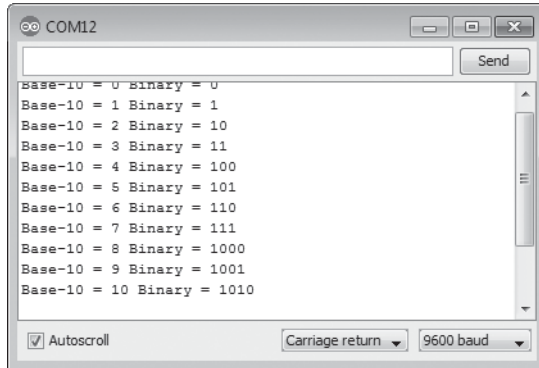 COM12
Send
Base-10 = 0 Binary = 0
Base-10 = 1 Binary = 1
Base-10 = 2 Binary = 10
Base-10 = 3 Binary = 11
Base-10 = 4 Binary = 100
Base-10 = 5 Binary = 101
Base-10 = 6 Binary = 110
Base-10 = 7 Binary = 111
Base-10 = 8 Binary = 1000
Base-10 = 9 Binary = 1001
Base-10 = 10 Binary = 1010
Autoscroll Carriage return 9600 baud